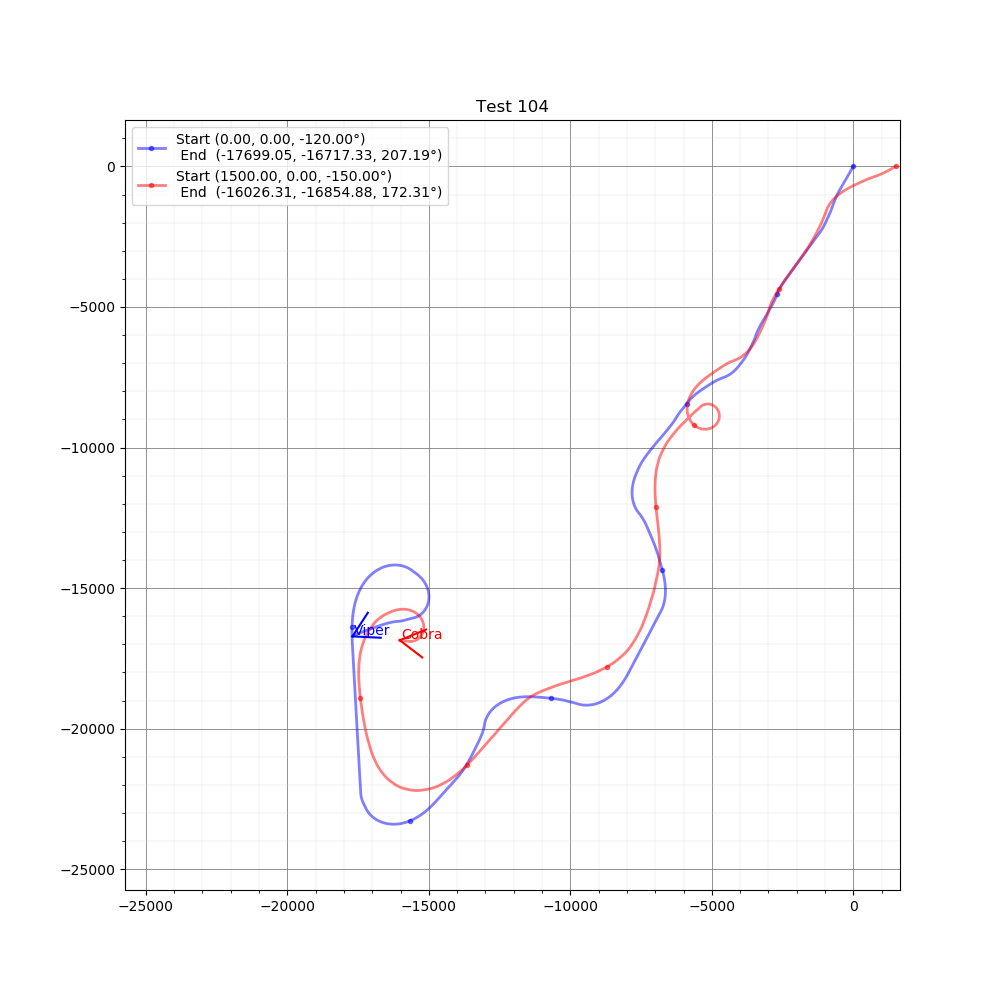 Test 104
Start (0.00, 0.00, -120.00°)
End (-17699.05, -16717.33, 207.19°)
Start (1500.00, 0.00, -150.00°)
End (-16026.31, -16854.88, 172.31°)
0
−5000
−10000
−15000
−20000
−25000
Viper
Cobra
−25000
−20000
−15000
−10000
−5000
0